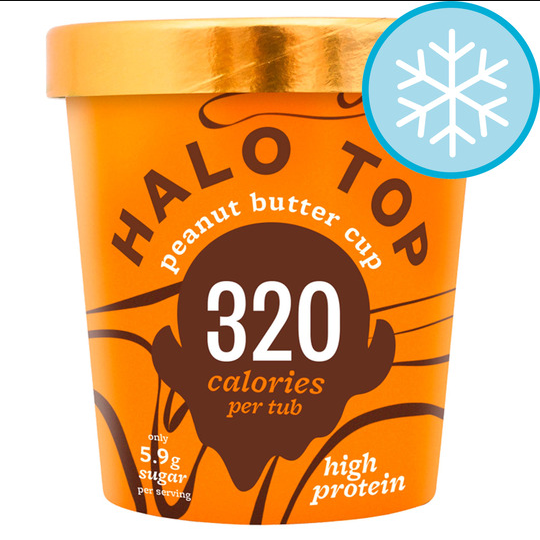 HALO TOP
peanut butter cup
320
calories
per tub
only
5.9g
sugar
per serving
high
protein